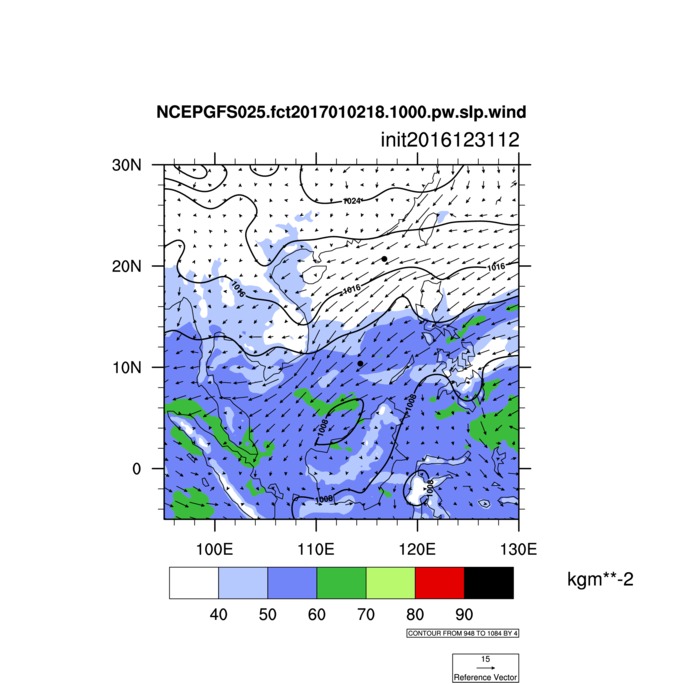 NCEPGFS025.fct2017010218.1000.pw.slp.wind
init2016123112
30N
1024
20N
1016
1016
1016
10N
1008
1008
0
1008
1008
100E 110E 120E 130E
kgm**-2
40 50 60 70 80 90
CONTOUR FROM 948 TO 1084 BY 4
15
Reference Vector